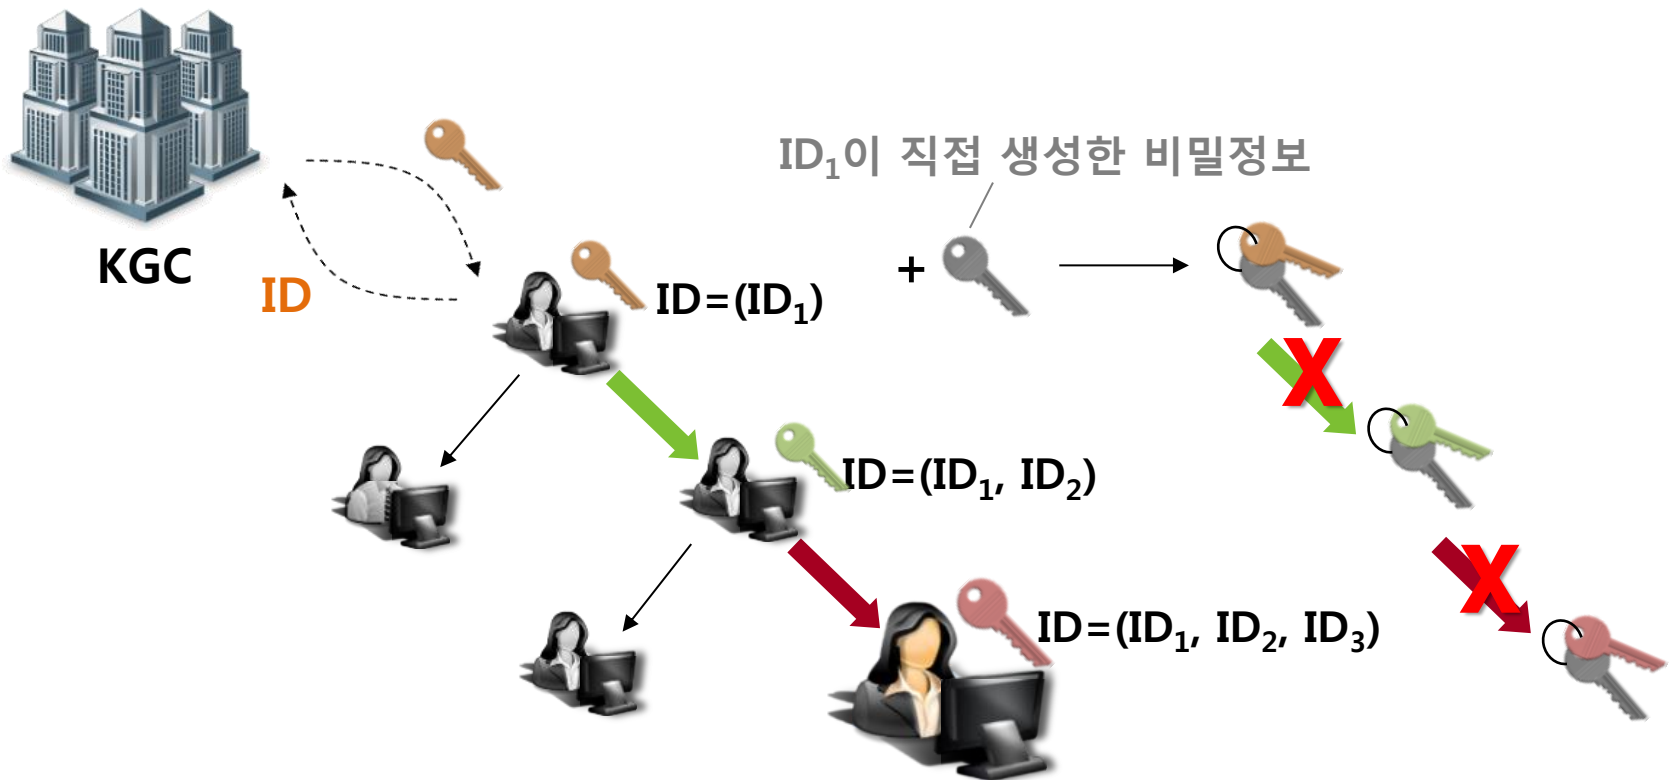 ID₁이 직접 생성한 비밀정보
KGC
ID
ID=(ID₁)
+
ID=(ID₁, ID₂)
ID=(ID₁, ID₂, ID₃)
X
X